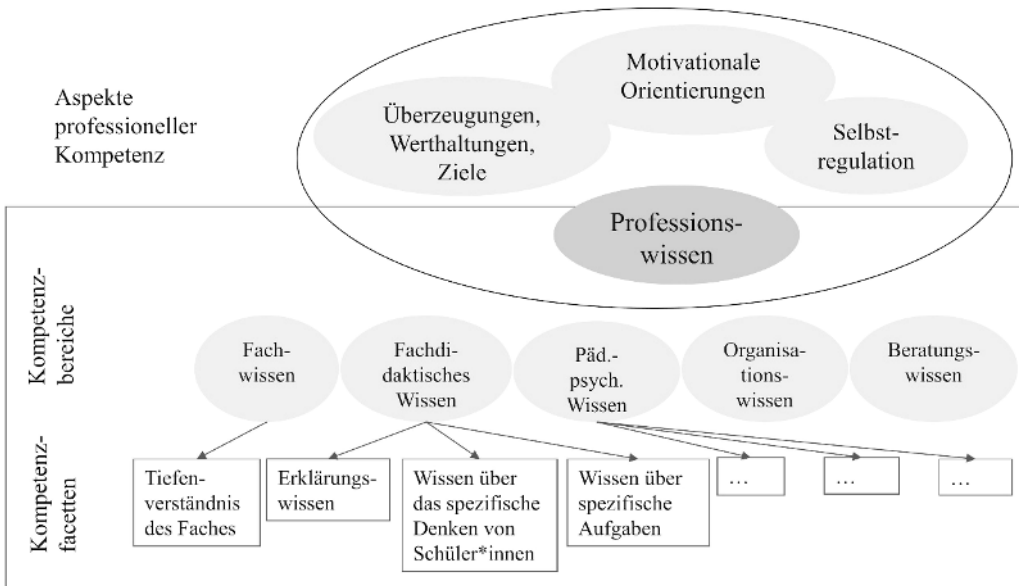 Aspekte
professioneller
Kompetenz
Motivationale
Orientierungen
Überzeugungen,
Werthaltungen,
Ziele
Selbst-
regulation
Professions-
wissen
Kompetenz-
bereiche
Fach-
wissen
Fachdi-
daktisches
Wissen
Päd.-
psych.
Wissen
Organisa-
tions-
wissen
Beratungs-
wissen
Kompetenz-
facetten
Tiefen-
verständnis
des Faches
Erklärungs-
wissen
Wissen über
das spezifische
Denken von
Schüler*innen
Wissen über
spezifische
Aufgaben
…
…
…